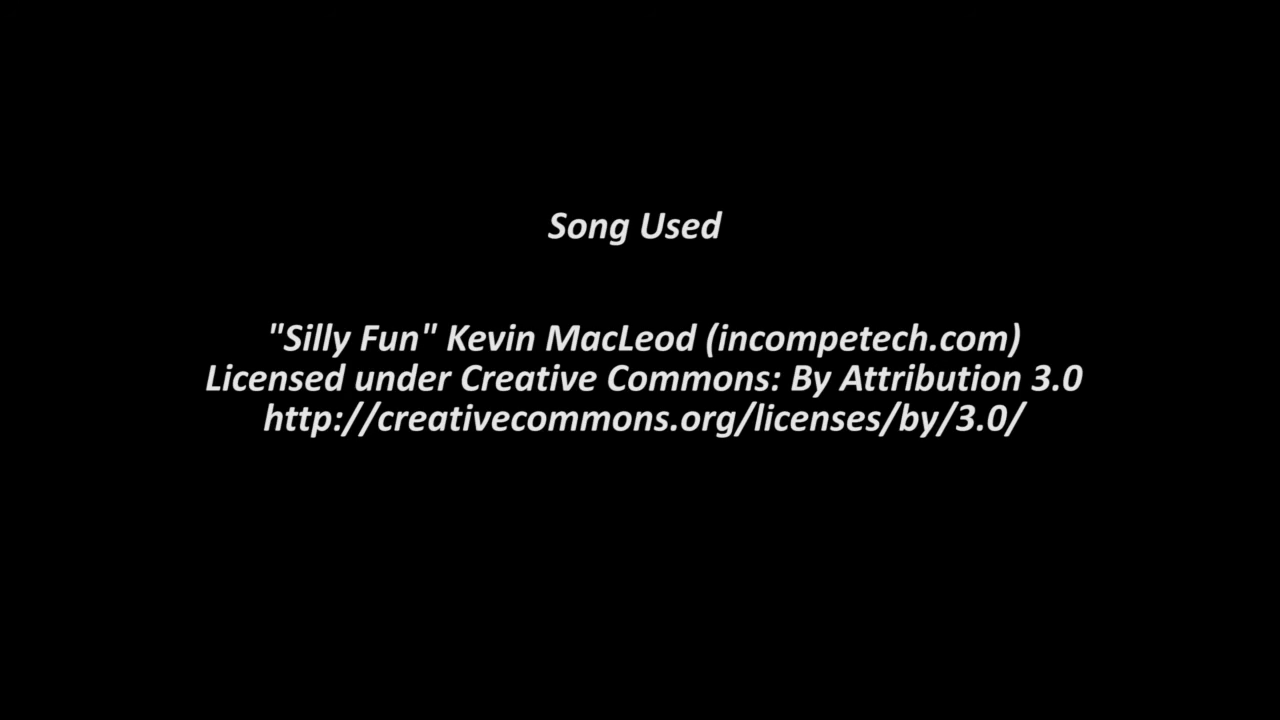 Song Used
"Silly Fun" Kevin MacLeod (incompetech.com)
Licensed under Creative Commons: By Attribution 3.0
http://creativecommons.org/licenses/by/3.0/